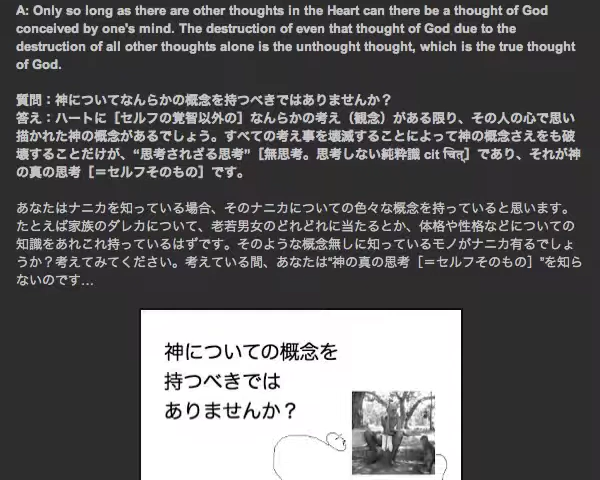 A: Only so long as there are other thoughts in the Heart can there be a thought of God
conceived by one's mind. The destruction of even that thought of God due to the
destruction of all other thoughts alone is the unthought thought, which is the true thought
of God.
質問：神についてなんらかの概念を持つべきではありませんか？
答え：ハートに［セルフの覚智以外の］なんらかの考え（観念）がある限り、その人の心で思い
描かれた神の概念があるでしょう。すべての考え事を壊滅することによって神の概念さえをも破
壊することだけが、“思考されざる思考”［無思考。思考しない純粋識 cit चित्］であり、それが神
の真の思考［＝セルフそのもの］です。
あなたはナニカを知っている場合、そのナニカについての色々な概念を持っていると思います。
たとえば家族のダレカについて、老若男女のどれどれに当たるとか、体格や性格などについての
知識をあれこれ持っているはずです。そのような概念無しに知っているモノがナニカ有るでしょ
うか？考えてみてください。考えている間、あなたは"神の真の思考［＝セルフそのもの］"を知ら
ないのです…
神についての概念を
持つべきでは
ありませんか？